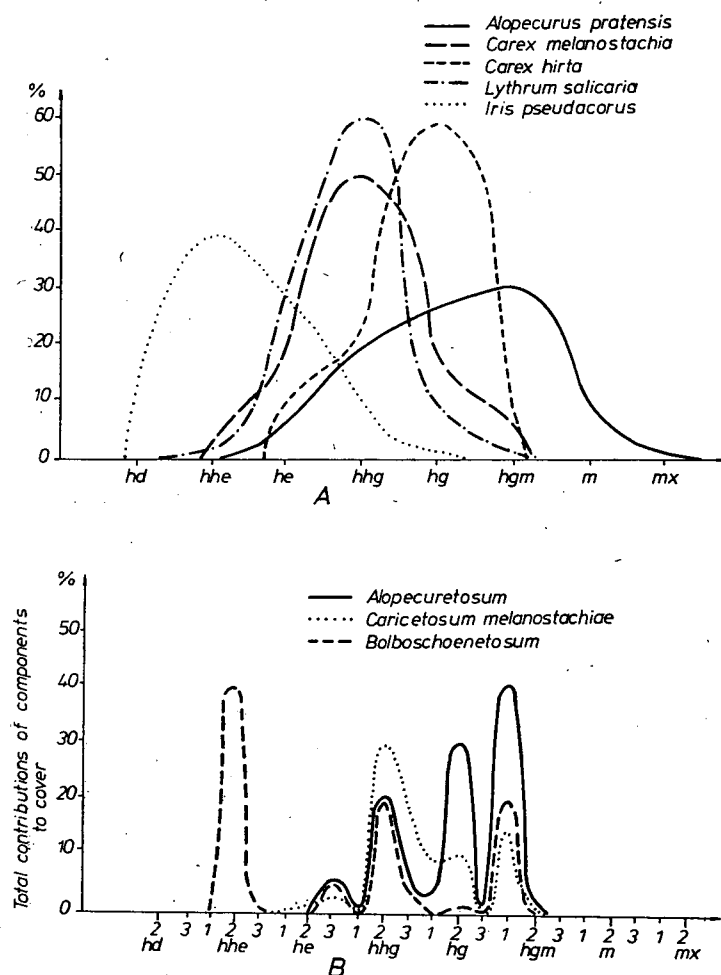 Alopecurus pratensis
Carex melanostachia
Carex hirta
Lythrum salicaria
Iris pseudacorus
%
60
50
40
30
20
10
0
hd hhe he hhg hg hgm m mx
A
%
Alopecuretosum
Caricetosum melanostachiae
Bolboschoenetosum
Total contributions of components
to cover
50
40
30
20
10
0
2 3 1 2 3 1 2 3 1 2 3 1 2 3 1 2 3 1 2 3 1 2
hd hhe he hhg hg hgm m mx
B